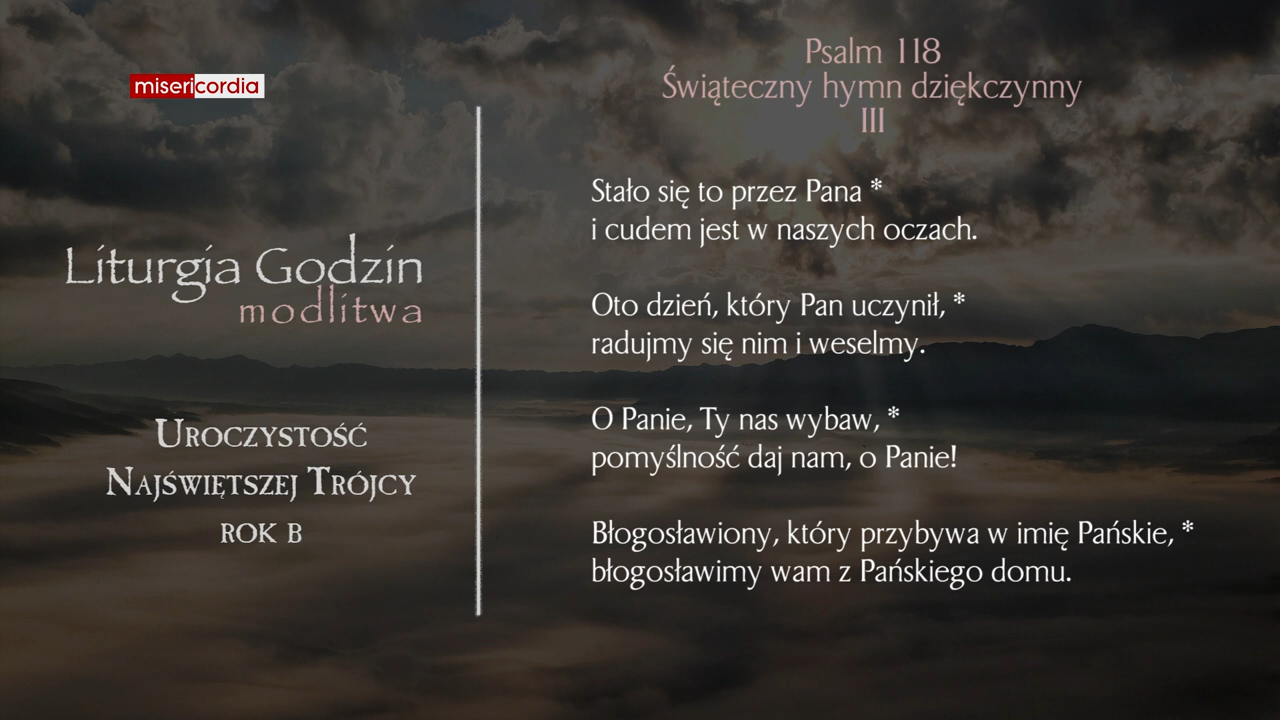 misericordia
Liturgia Godzin
modlitwa
Uroczystość
Najświętszej Trójcy
rok B
Psalm 118
Świąteczny hymn dziękczynny
III
Stało się to przez Pana *
i cudem jest w naszych oczach.
Oto dzień, który Pan uczynił, *
radujmy się nim i weselmy.
O Panie, Ty nas wybaw, *
pomyślność daj nam, o Panie!
Błogosławiony, który przybywa w imię Pańskie, *
błogosławimy wam z Pańskiego domu.